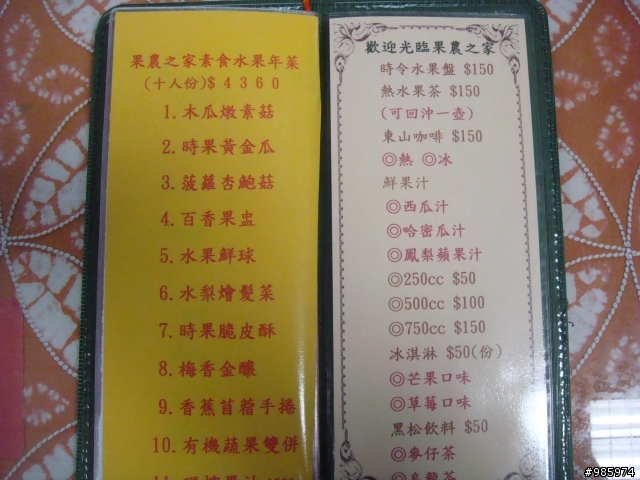 果農之家素食水果年菜
(十人份)$4360
1.木瓜燉素菇
2.時果黃金瓜
3.菠蘿杏鮑菇
4.百香果盅
5.水果鮮球
6.水梨燴髮菜
7.時果脆皮酥
8.梅香金釀
9.香蕉苜蓿手捲
10.有機蔬果雙併
歡迎光臨果農之家
時令水果盤 $150
熱水果茶 $150
(可回沖一壺)
東山咖啡 $150
◎熱 ◎冰
鮮果汁
◎西瓜汁
◎哈密瓜汁
◎鳳梨蘋果汁
◎250cc $50
◎500cc $100
◎750cc $150
冰淇淋 $50(份)
◎芒果口味
◎草莓口味
黑松飲料 $50
◎麥仔茶
◎烏龍茶
#985974